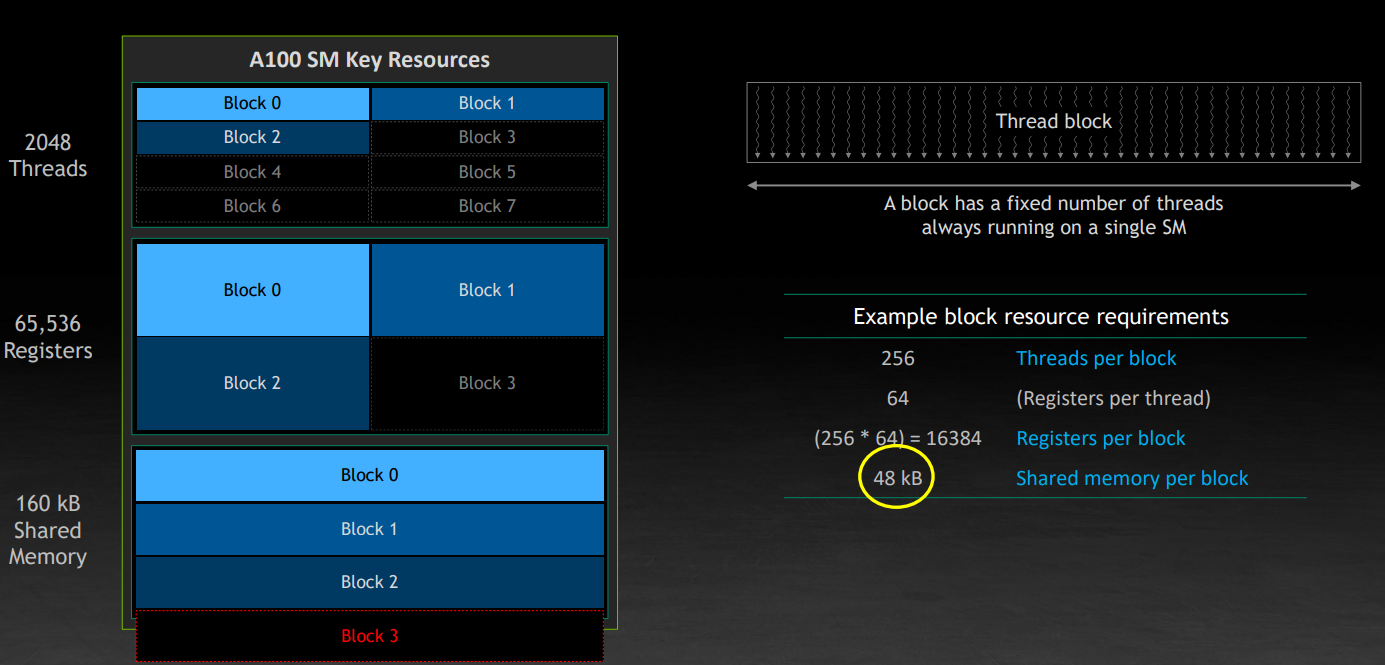 A100 SM Key Resources
2048
Threads
Block 0
Block 1
Block 2
Block 3
Block 4
Block 5
Block 6
Block 7
65,536
Registers
Block 0
Block 1
Block 2
Block 3
160 kB
Shared
Memory
Block 0
Block 1
Block 2
Block 3
Thread block
A block has a fixed number of threads
always running on a single SM
Example block resource requirements
256 Threads per block
64 (Registers per thread)
(256 * 64) = 16384 Registers per block
48 kB Shared memory per block